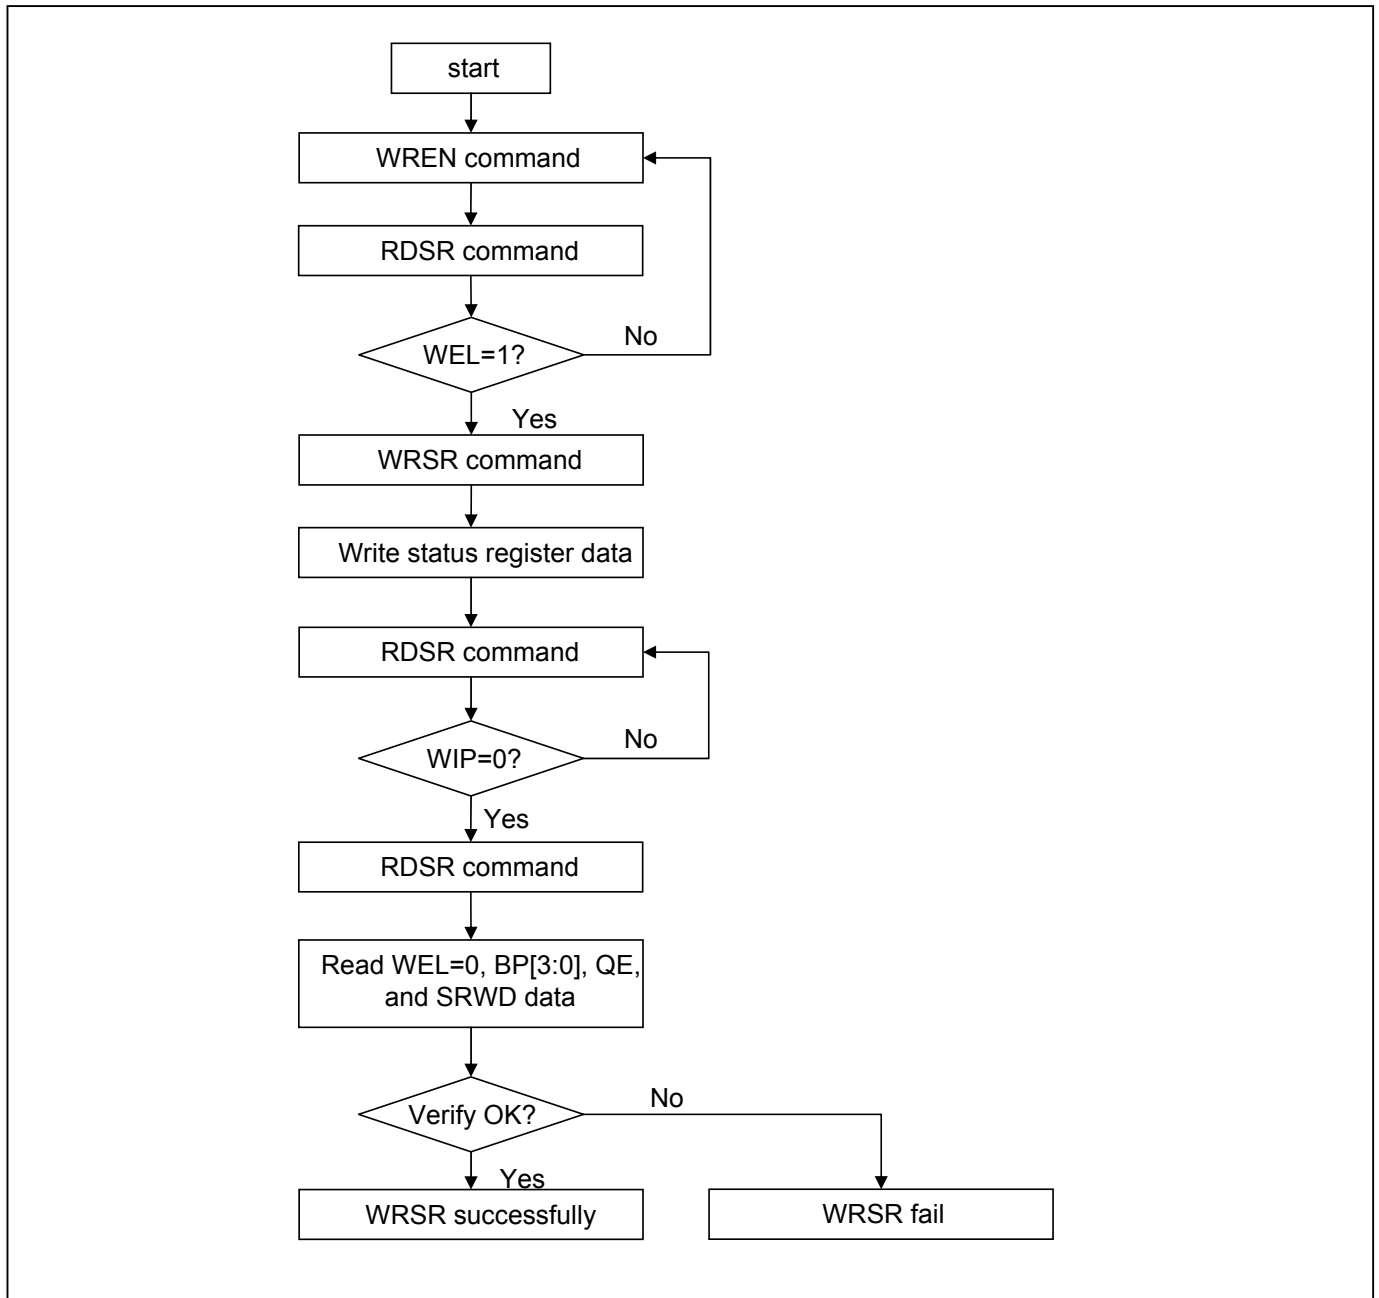 start
WREN command
RDSR command
WEL=1?
No
Yes
WRSR command
Write status register data
RDSR command
WIP=0?
No
Yes
RDSR command
Read WEL=0, BP[3:0], QE,
and SRWD data
Verify OK?
No
Yes
WRSR successfully
WRSR fail